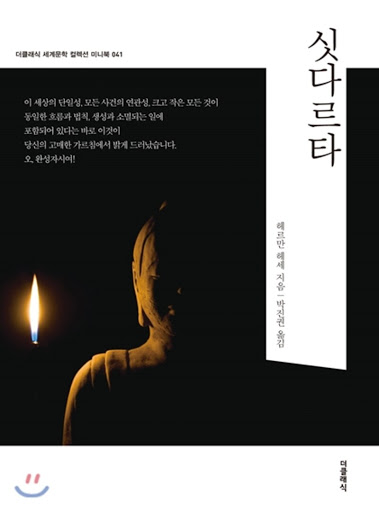 더클래식 세계문학 컬렉션 미니북 041
싯다르타
이 세상의 단일성, 모든 사건의 연관성, 크고 작은 모든 것이
동일한 흐름과 법칙, 생성과 소멸되는 일에
포함되어 있다는 바로 이것이
당신의 고매한 가르침에서 밝게 드러났습니다.
오, 완성자시여!
헤르만 헤세 지음 | 박진권 옮김
더클래식